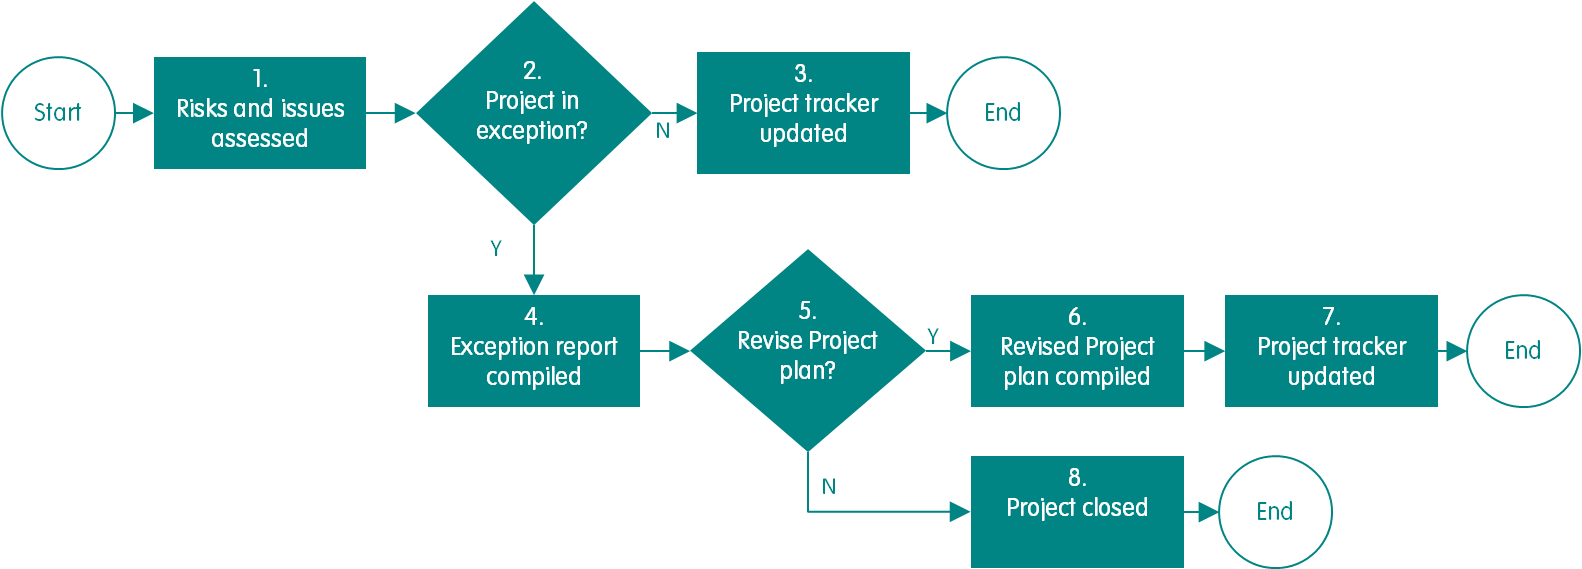 Start
1.
Risks and issues
assessed
2.
Project in
exception?
N
3.
Project tracker
updated
End
Y
4.
Exception report
compiled
5.
Revise Project
plan?
Y
6.
Revised Project
plan compiled
7.
Project tracker
updated
End
N
8.
Project closed
End